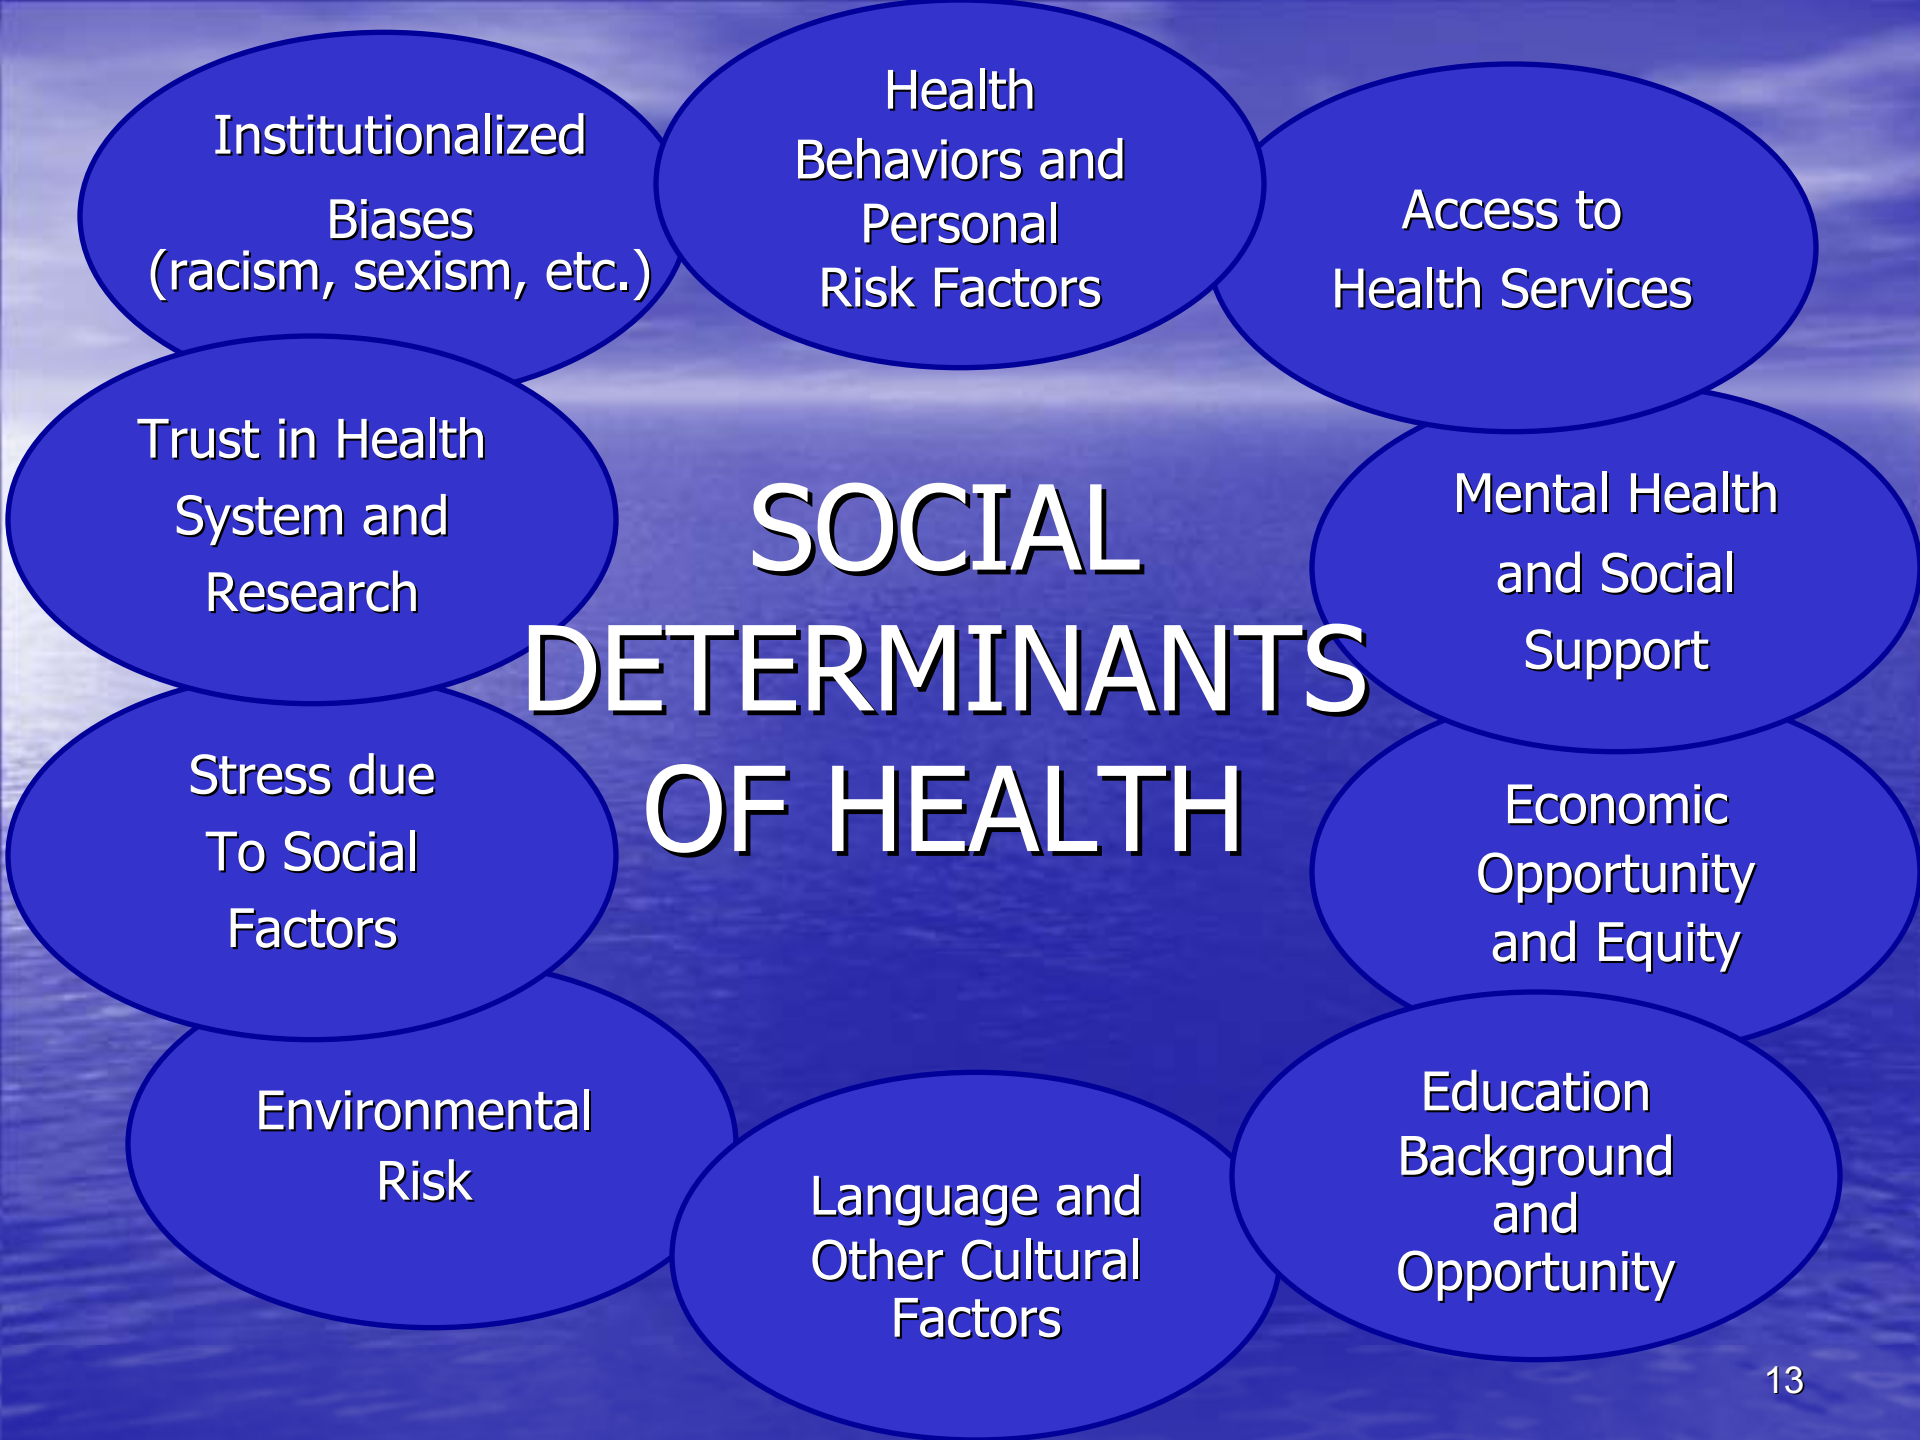 Institutionalized
Biases
(racism, sexism, etc.)
Health
Behaviors and
Personal
Risk Factors
Access to
Health Services
Trust in Health
System and
Research
SOCIAL
DETERMINANTS
OF HEALTH
Mental Health
and Social
Support
Stress due
To Social
Factors
Economic
Opportunity
and Equity
Environmental
Risk
Language and
Other Cultural
Factors
Education
Background
and
Opportunity
13